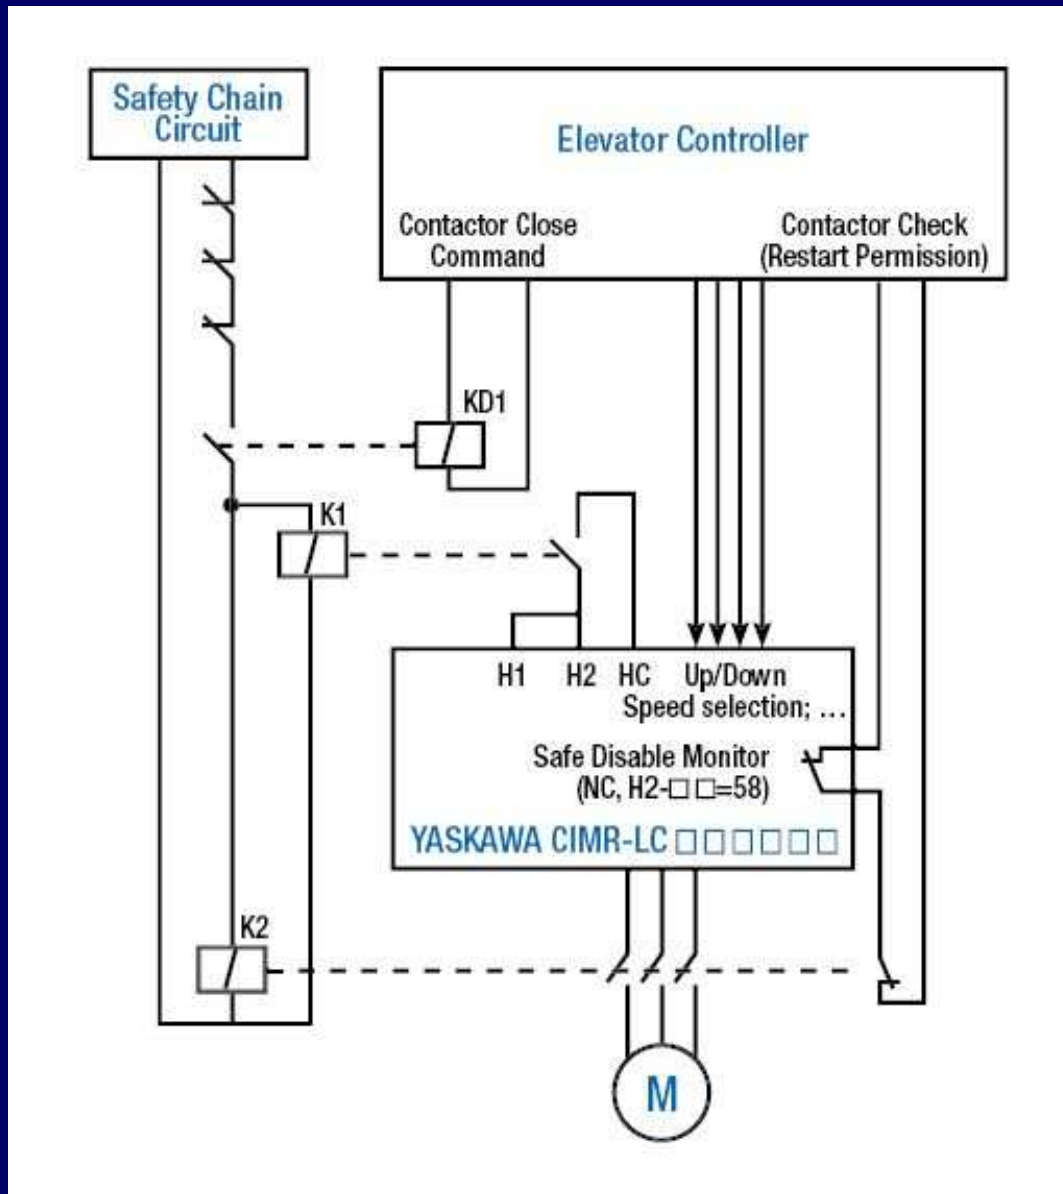 Safety Chain
Circuit
Elevator Controller
Contactor Close
Command
Contactor Check
(Restart Permission)
KD1
K1
H1 H2 HC Up/Down
Speed selection; ...
Safe Disable Monitor
(NC, H2-□□=58)
YASKAWA CIMR-LC □□□□□□
K2
M